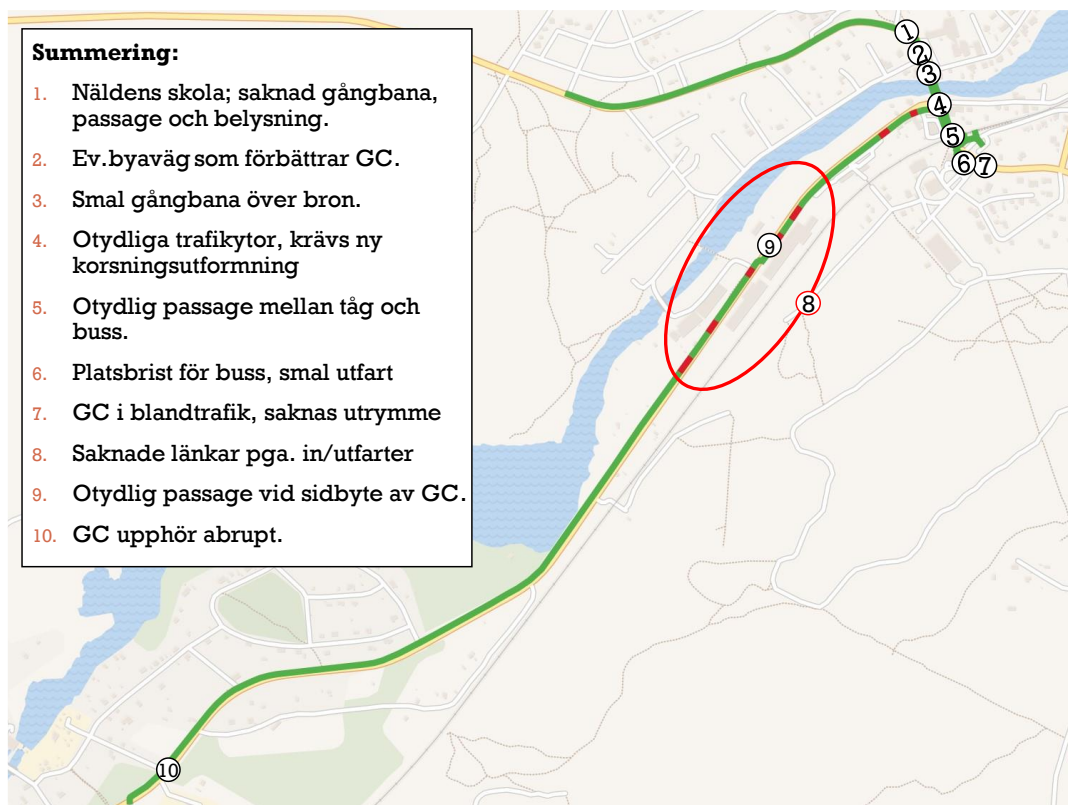 Summering:
1. Näldens skola; saknad gångbana,
passage och belysning.
2. Ev.byaväg som förbättrar GC.
3. Smal gångbana över bron.
4. Otydliga trafikytor, krävs ny
korsningsutformning
5. Otydlig passage mellan tåg och
buss.
6. Platsbrist för buss, smal utfart
7. GC i blandtrafik, saknas utrymme
8. Saknade länkar pga. in/utfarter
9. Otydlig passage vid sidbyte av GC.
10. GC upphör abrupt.
1
2
3
4
5
6
7
9
8
10